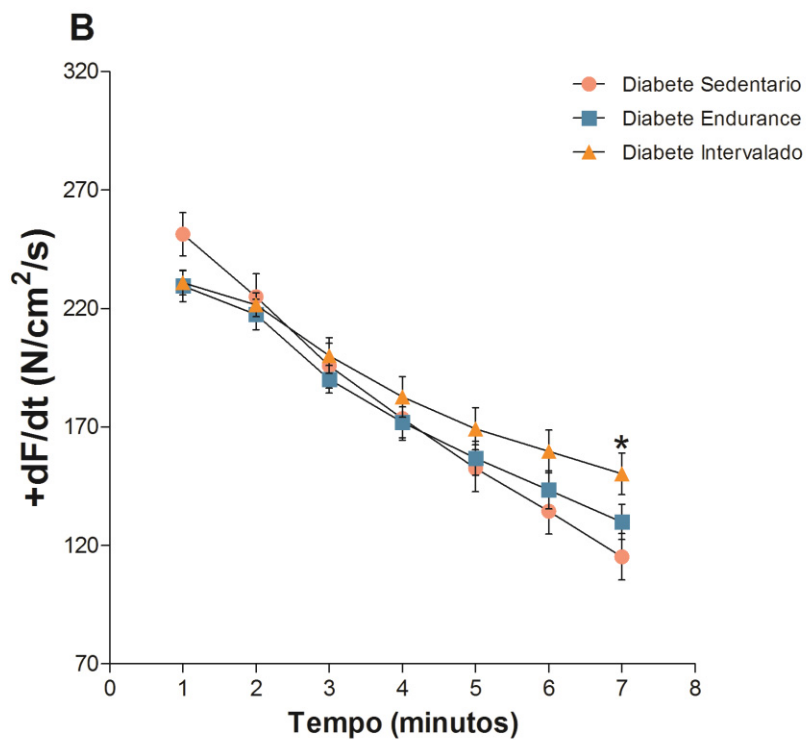 B
320
270
220
170
120
70
+dF/dt (N/cm²/s)
Diabete Sedentario
Diabete Endurance
Diabete Intervalado
*
0 1 2 3 4 5 6 7 8
Tempo (minutos)